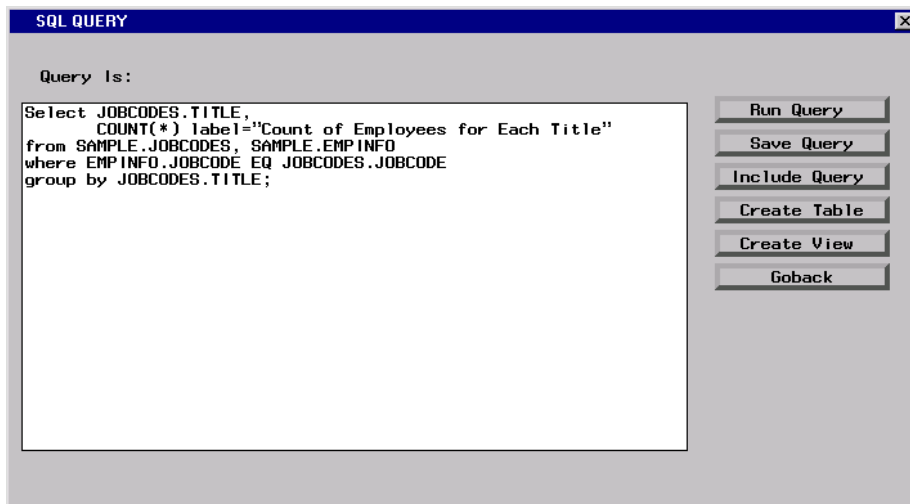 SQL QUERY
Query Is:
Select JOBCODES.TITLE,
COUNT(*) label="Count of Employees for Each Title"
from SAMPLE.JOBCODES, SAMPLE.EMPINFO
where EMPINFO.JOBCODE EQ JOBCODES.JOBCODE
group by JOBCODES.TITLE;
Run Query
Save Query
Include Query
Create Table
Create View
Goback